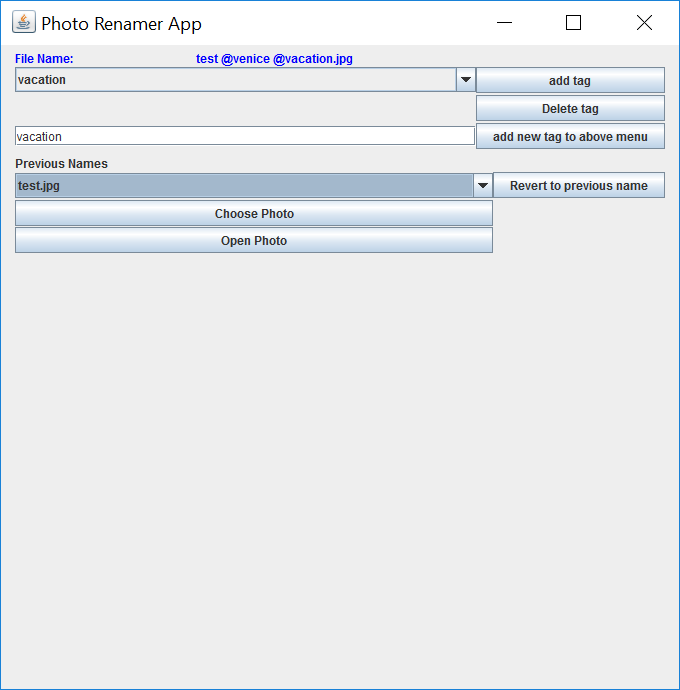 Photo Renamer App
File Name: test @venice @vacation.jpg
vacation add tag
Delete tag
vacation add new tag to above menu
Previous Names
test.jpg Revert to previous name
Choose Photo
Open Photo